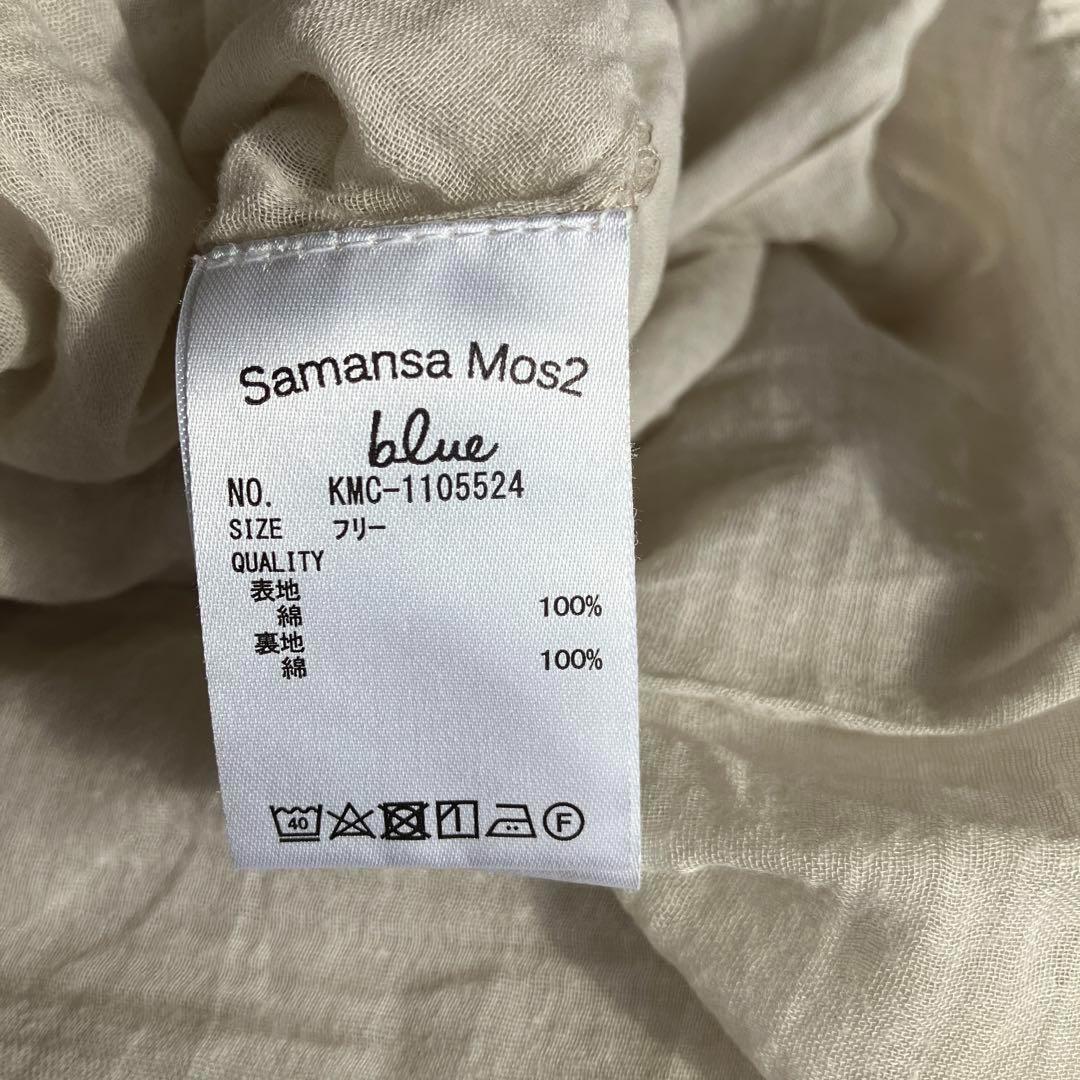 Samansa Mos2
blue
NO. KMC-1105524
SIZE フリー
QUALITY
表地
綿 100%
裏地
綿 100%
40 F